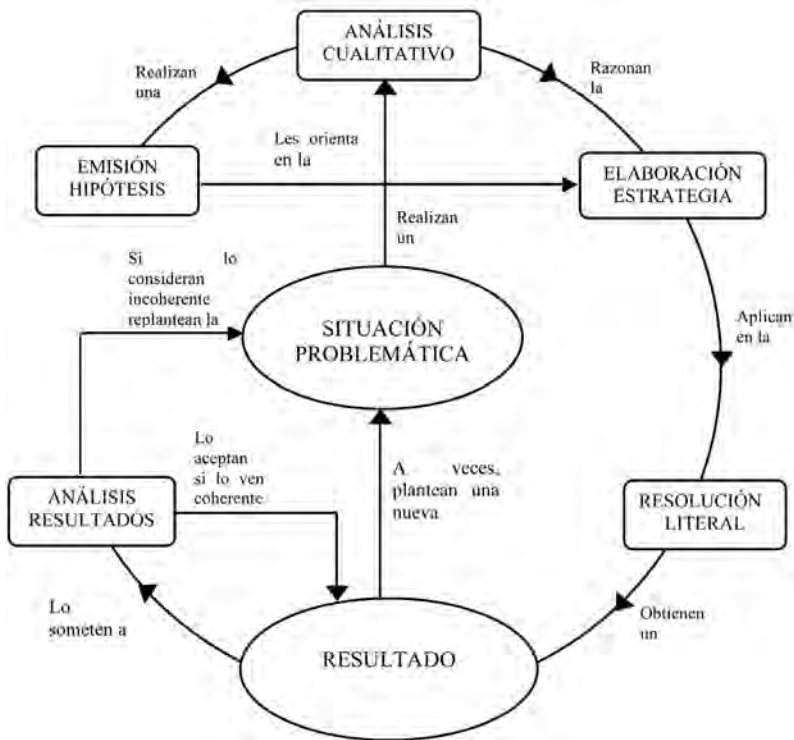 ANÁLISIS
CUALITATIVO
Realizan
una
Razonan
la
Les orienta
en la
EMISIÓN
HIPÓTESIS
ELABORACIÓN
ESTRATEGIA
Realizan
un
Si lo
consideran
incoherente
replantean la
SITUACIÓN
PROBLEMÁTICA
Aplican
en la
Lo
aceptan
si lo ven
coherente
A veces,
plantean una
nueva
ANÁLISIS
RESULTADOS
RESOLUCIÓN
LITERAL
Lo
someten a
Obtienen
un
RESULTADO